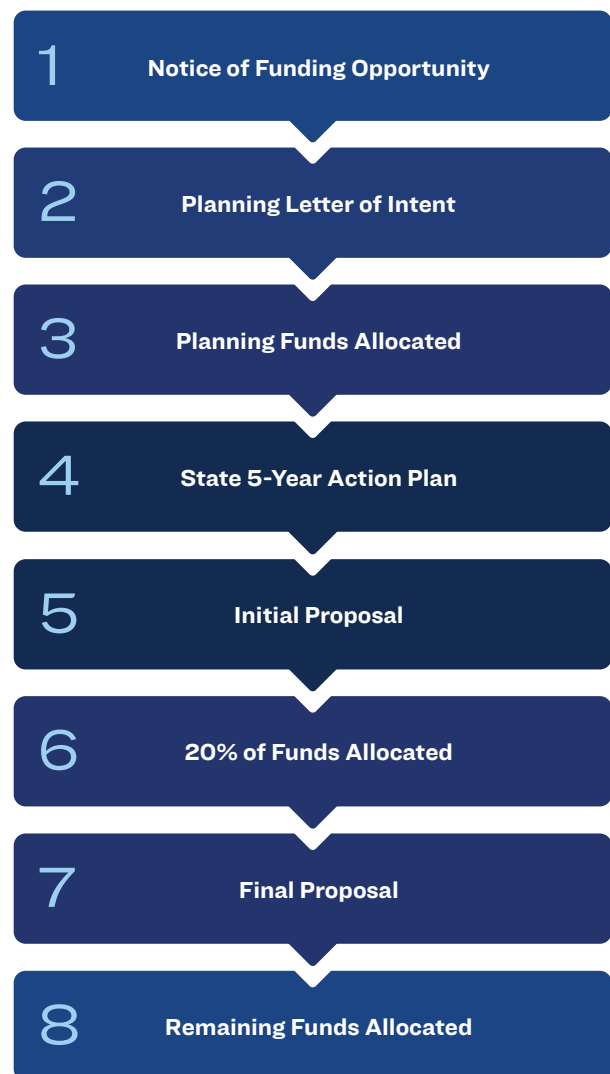 1
Notice of Funding Opportunity
2
Planning Letter of Intent
3
Planning Funds Allocated
4
State 5-Year Action Plan
5
Initial Proposal
6
20% of Funds Allocated
7
Final Proposal
8
Remaining Funds Allocated